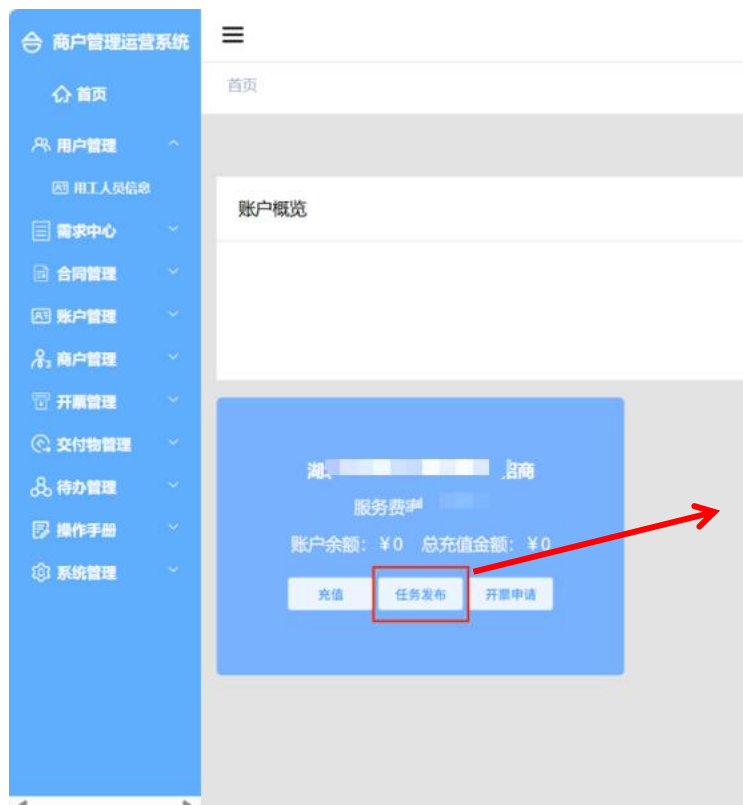 商户管理运营系统
首页
首页
用户管理
用工人员信息
账户概览
需求中心
合同管理
账户管理
商户管理
开票管理
交付物管理
待办管理
操作手册
系统管理
招商
服务费率
账户余额：￥0 总充值金额：￥0
充值 任务发布 开票申请